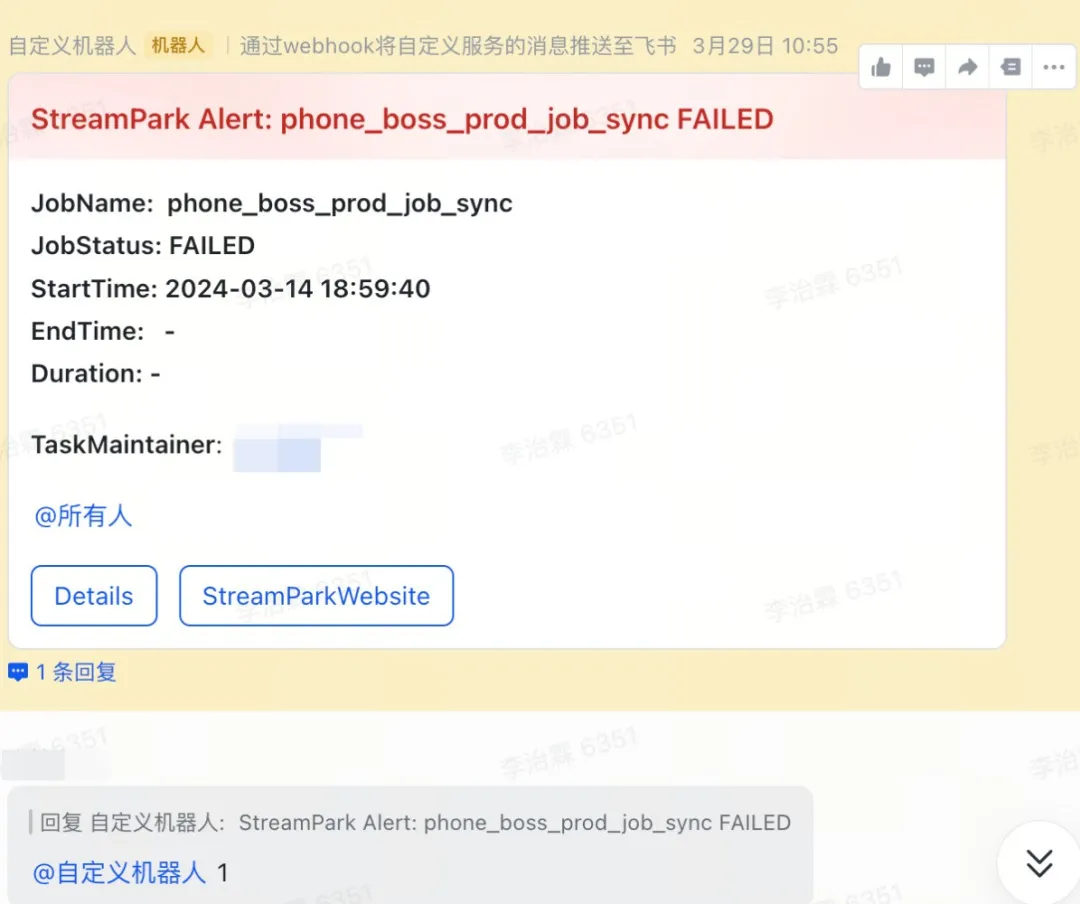 自定义机器人 机器人 | 通过webhook将自定义服务的消息推送至飞书 3月29日 10:55
StreamPark Alert: phone_boss_prod_job_sync FAILED
JobName: phone_boss_prod_job_sync
JobStatus: FAILED
StartTime: 2024-03-14 18:59:40
EndTime: -
Duration: -
TaskMaintainer:
@所有人
Details StreamParkWebsite
1 条回复
回复 自定义机器人: StreamPark Alert: phone_boss_prod_job_sync FAILED
@自定义机器人 1
李治霖 6351